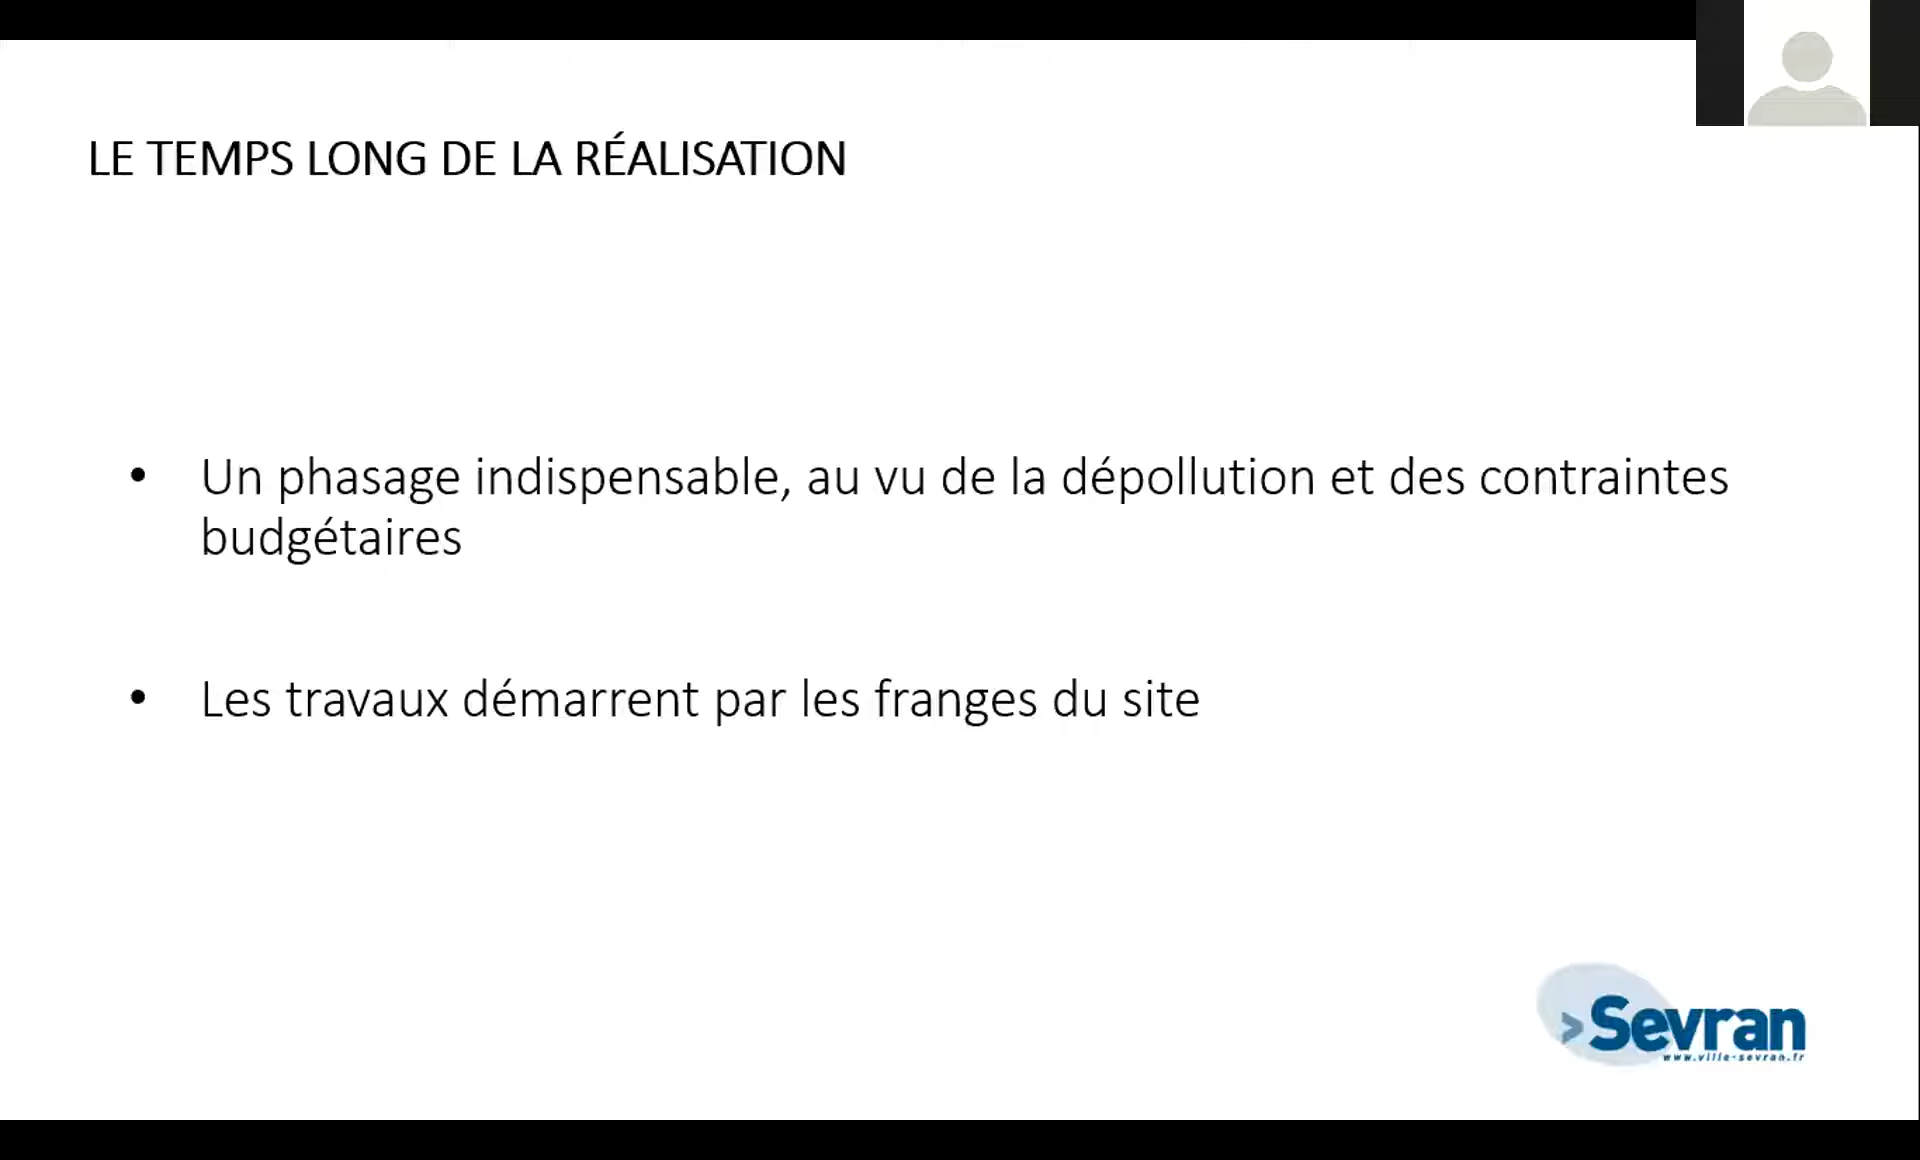 LE TEMPS LONG DE LA RÉALISATION
• Un phasage indispensable, au vu de la dépollution et des contraintes
budgétaires
• Les travaux démarrent par les franges du site
>Sevran
www.ville-sevran.fr